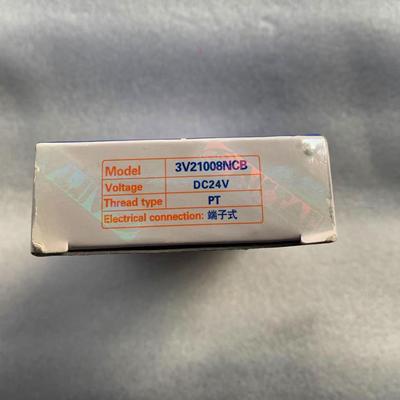 Model 3V21008NCB
Voltage DC24V
Thread type PT
Electrical connection: 端子式